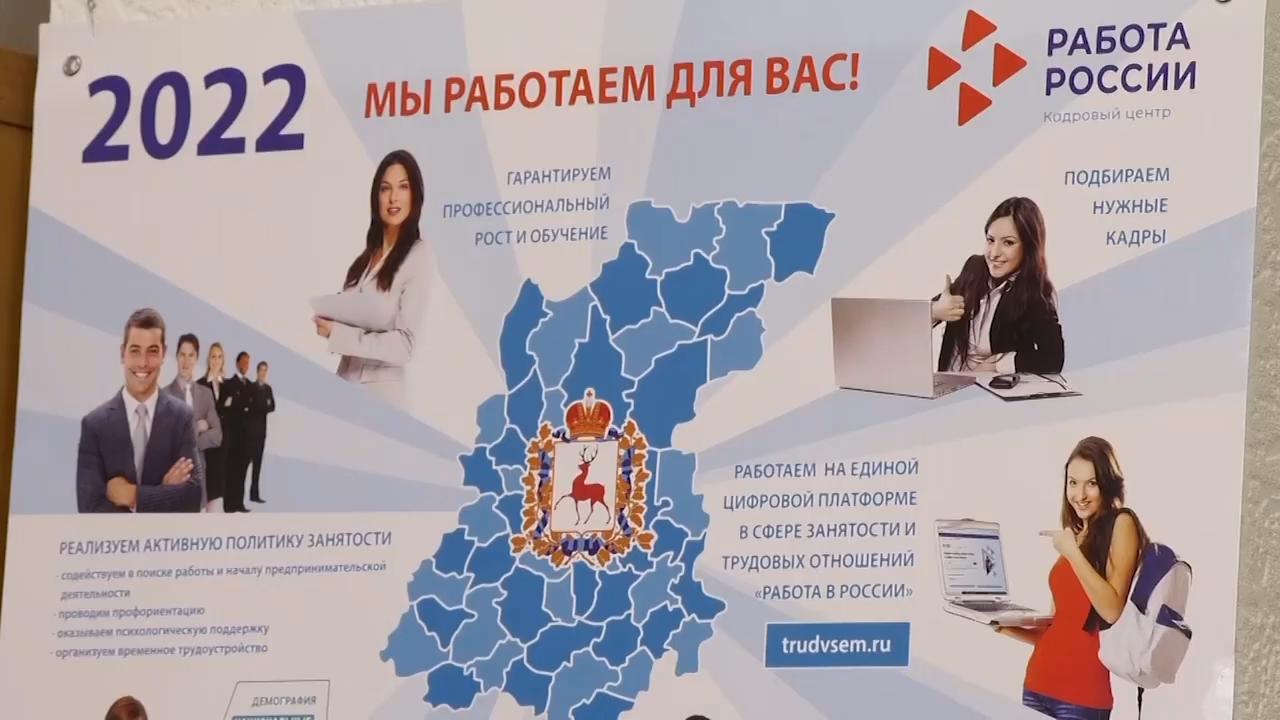 2022
МЫ РАБОТАЕМ ДЛЯ ВАС!
РАБОТА
РОССИИ
Кадровый центр
ГАРАНТИРУЕМ
ПРОФЕССИОНАЛЬНЫЙ
РОСТ И ОБУЧЕНИЕ
ПОДБИРАЕМ
НУЖНЫЕ
КАДРЫ
РЕАЛИЗУЕМ АКТИВНУЮ ПОЛИТИКУ ЗАНЯТОСТИ
- содействуем в поиске работы и началу предпринимательской
деятельности
- проводим профориентацию
- оказываем психологическую поддержку
- организуем временное трудоустройство
РАБОТАЕМ НА ЕДИНОЙ
ЦИФРОВОЙ ПЛАТФОРМЕ
В СФЕРЕ ЗАНЯТОСТИ И
ТРУДОВЫХ ОТНОШЕНИЙ
«РАБОТА В РОССИИ»
trudvsem.ru
ДЕМОГРАФИЯ